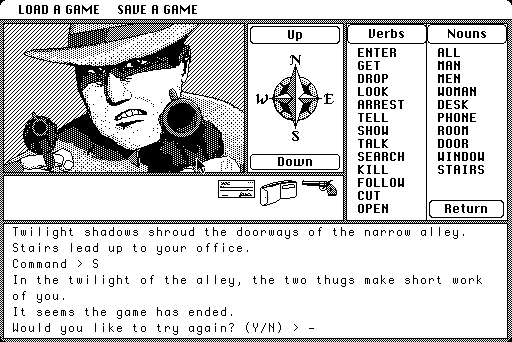 LOAD A GAME SAVE A GAME
Up
N
W E
S
Down
Verbs
ENTER
GET
DROP
LOOK
ARREST
TELL
SHOW
TALK
SEARCH
KILL
FOLLOW
CUT
OPEN
Nouns
ALL
MAN
MEN
WOMAN
DESK
PHONE
ROOM
DOOR
WINDOW
STAIRS
Return
Twilight shadows shroud the doorways of the narrow alley.
Stairs lead up to your office.
Command > S
In the twilight of the alley, the two thugs make short work
of you.
It seems the game has ended.
Would you like to try again? (Y/N) > -